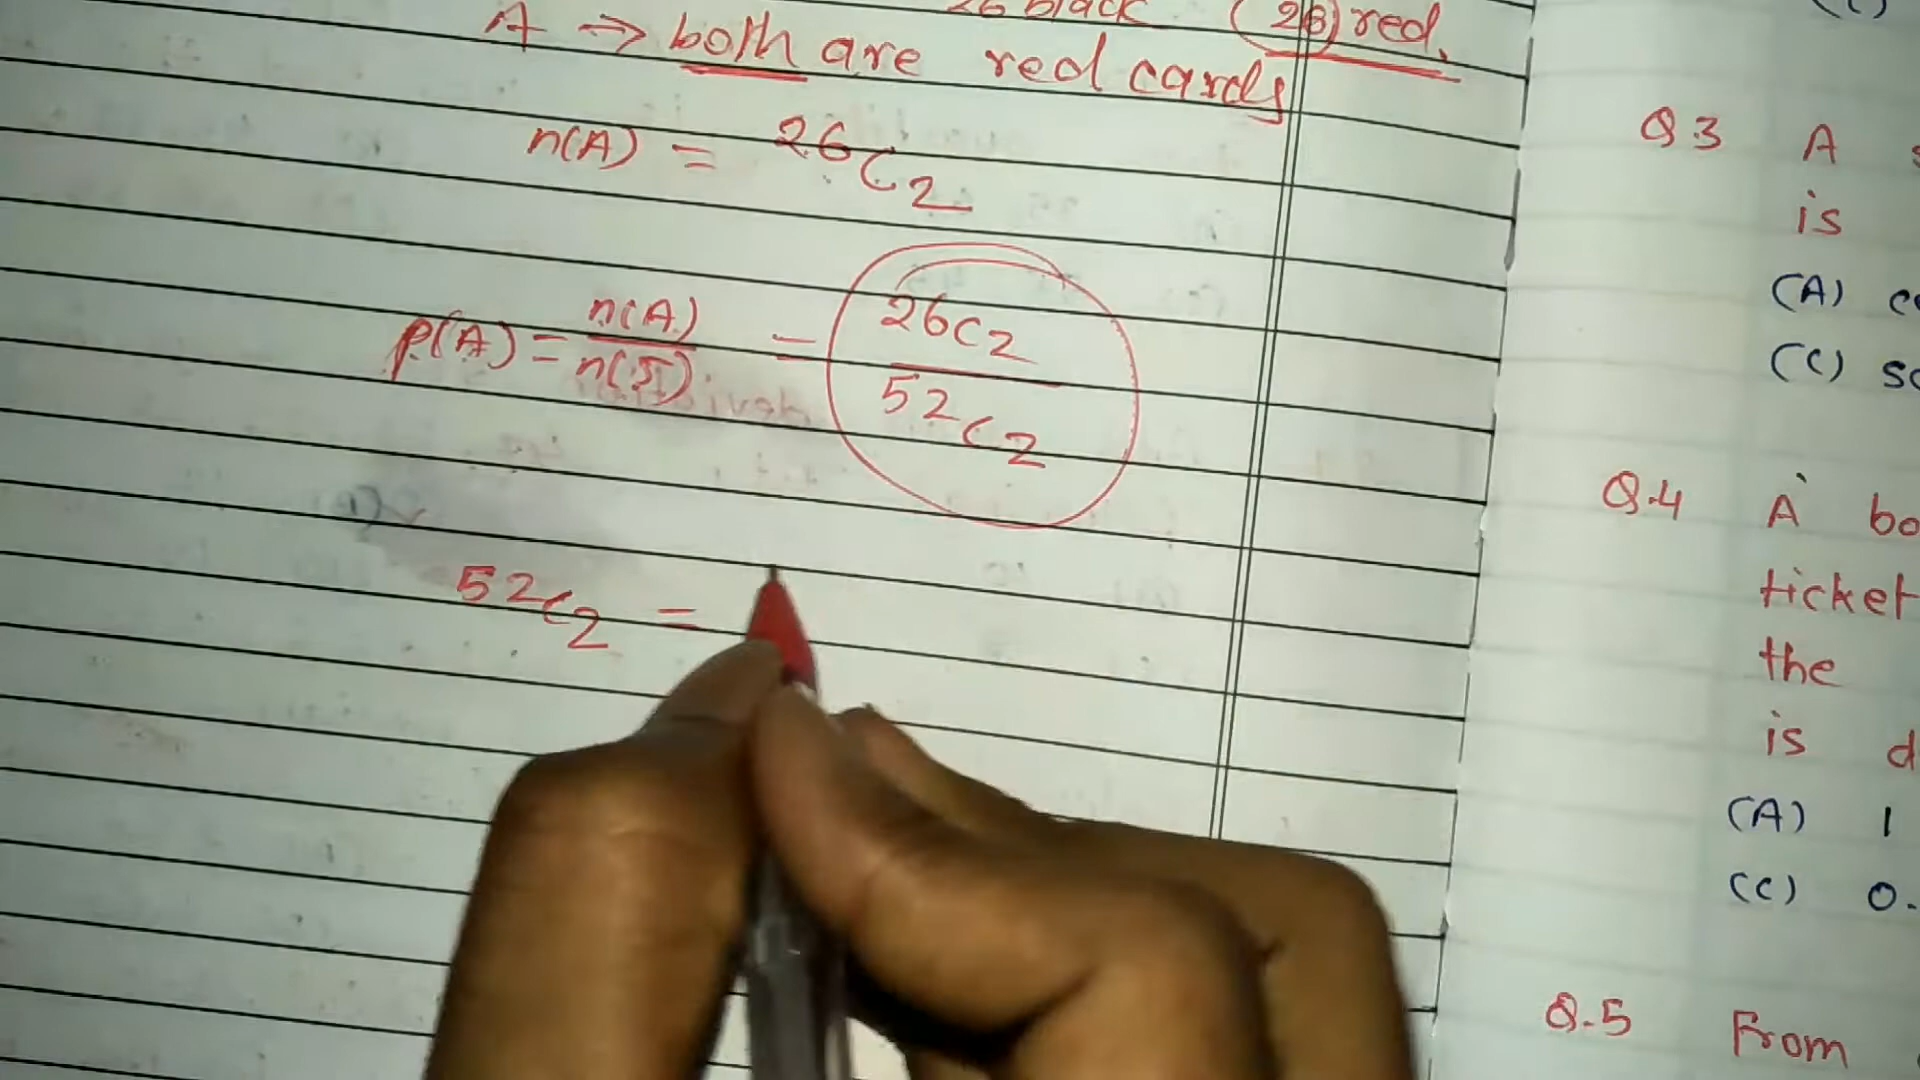 26 black (26) red.
A → both are red cards
n(A) = 26C2
p(A) = n(A)/n(S) = 26C2/52C2
52C2 =
Q.3 A
is
(A)
(C)
Q.4 A
ticket
the
is
(A) 1
(C) 0.
Q.5 From